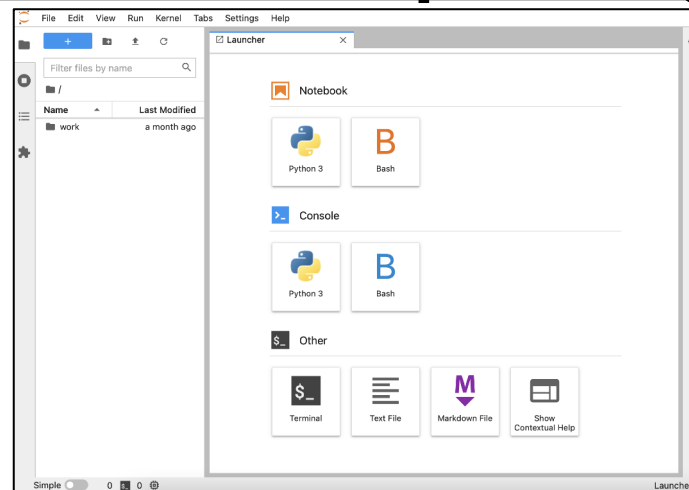 File Edit View Run Kernel Tabs Settings Help
+
Filter files by name
/
Name Last Modified
work a month ago
Launcher
Notebook
Python 3
B
Bash
>_ Console
Python 3
B
Bash
$_ Other
$_
Terminal
Text File
M
Markdown File
Show
Contextual Help
Simple 0 $_ 0
Launche